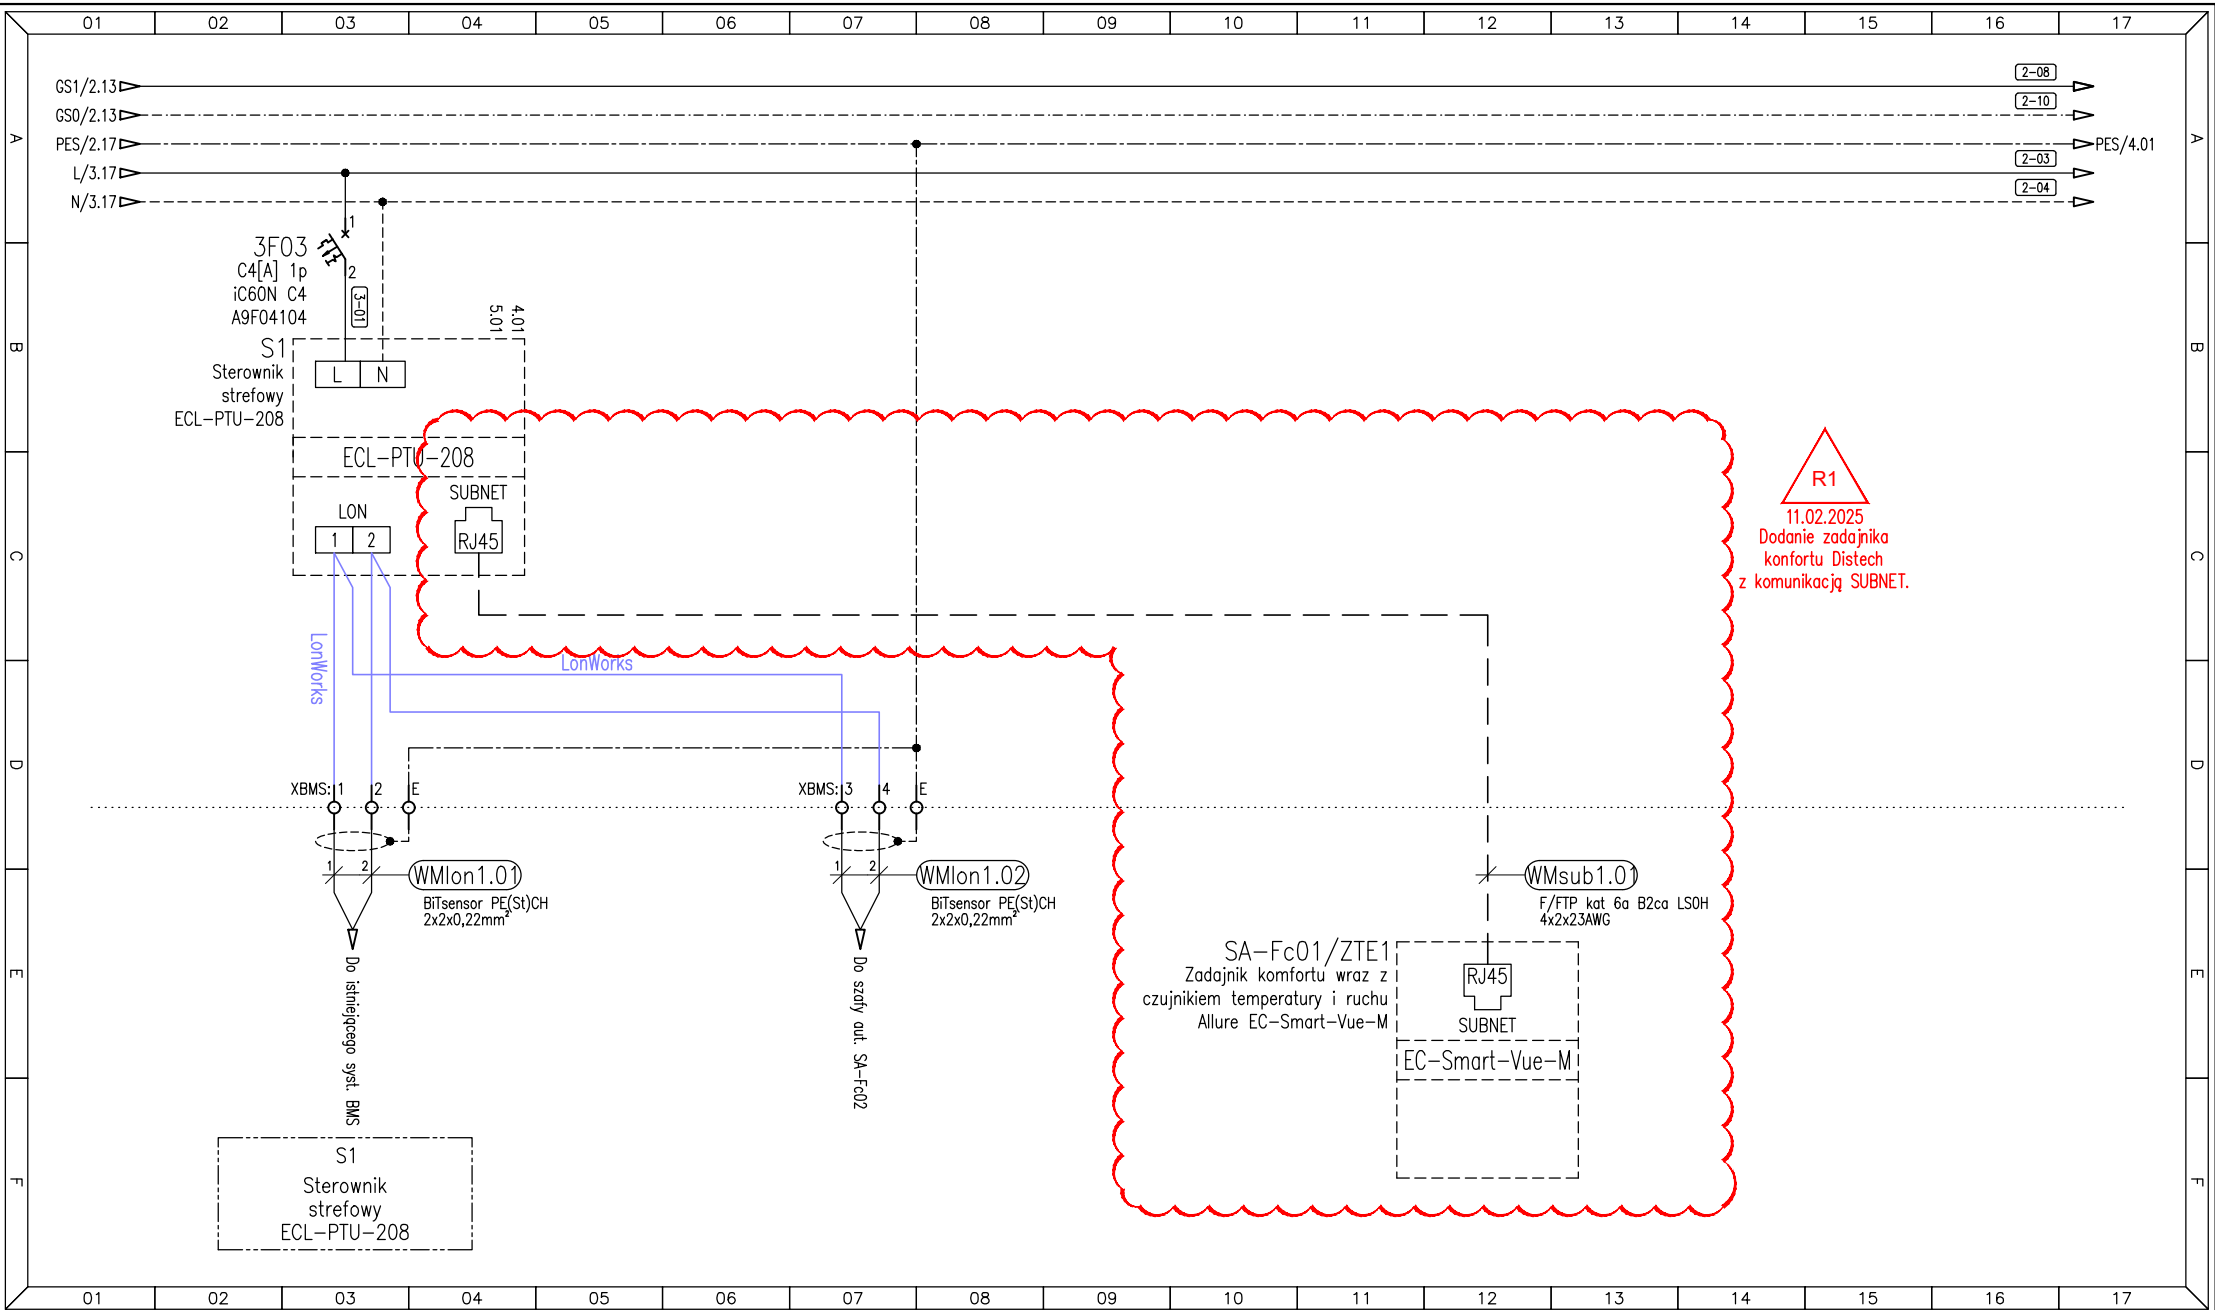 01 02 03 04 05 06 07 08 09 10 11 12 13 14 15 16 17
GS1/2.13
2-08
GS0/2.13
2-10
A
PES/2.17
PES/4.01
A
L/3.17
2-03
N/3.17
2-04
1
3F03
C4[A] 1p
iC60N C4
A9F04104
2
3-01
4.01
5.01
B
B
S1
Sterownik
strefowy
ECL-PTU-208
L N
ECL-PTU-208
SUBNET
RJ45
LON
1 2
R1
11.02.2025
Dodanie zadajnika
konfortu Distech
z komunikacją SUBNET.
C
C
LonWorks
LonWorks
D
D
XBMS: 1 2 E
XBMS: 3 4 E
1 2
WMlon1.01
BiTsensor PE(St)CH
2x2x0,22mm²
1 2
WMlon1.02
BiTsensor PE(St)CH
2x2x0,22mm²
WMsub1.01
F/FTP kat 6a B2ca LSOH
4x2x23AWG
E
E
Do istniejącego syst. BMS
Do szafy aut. SA-Fc02
SA-Fc01/ZTE1
Zadajnik komfortu wraz z
czujnikiem temperatury i ruchu
Allure EC-Smart-Vue-M
RJ45
SUBNET
EC-Smart-Vue-M
F
F
S1
Sterownik
strefowy
ECL-PTU-208
01 02 03 04 05 06 07 08 09 10 11 12 13 14 15 16 17